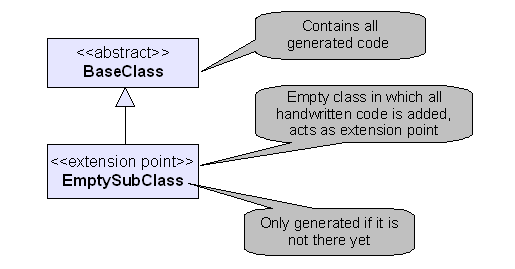 Contains all
generated code
<<abstract>>
BaseClass
Empty class in which all
handwritten code is added,
acts as extension point
<<extension point>>
EmptySubClass
Only generated if it is
not there yet